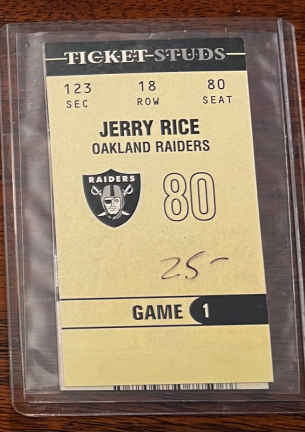 TICKET-STUDS
123 18 80
SEC ROW SEAT
JERRY RICE
OAKLAND RAIDERS
RAIDERS
80
25-
GAME 1